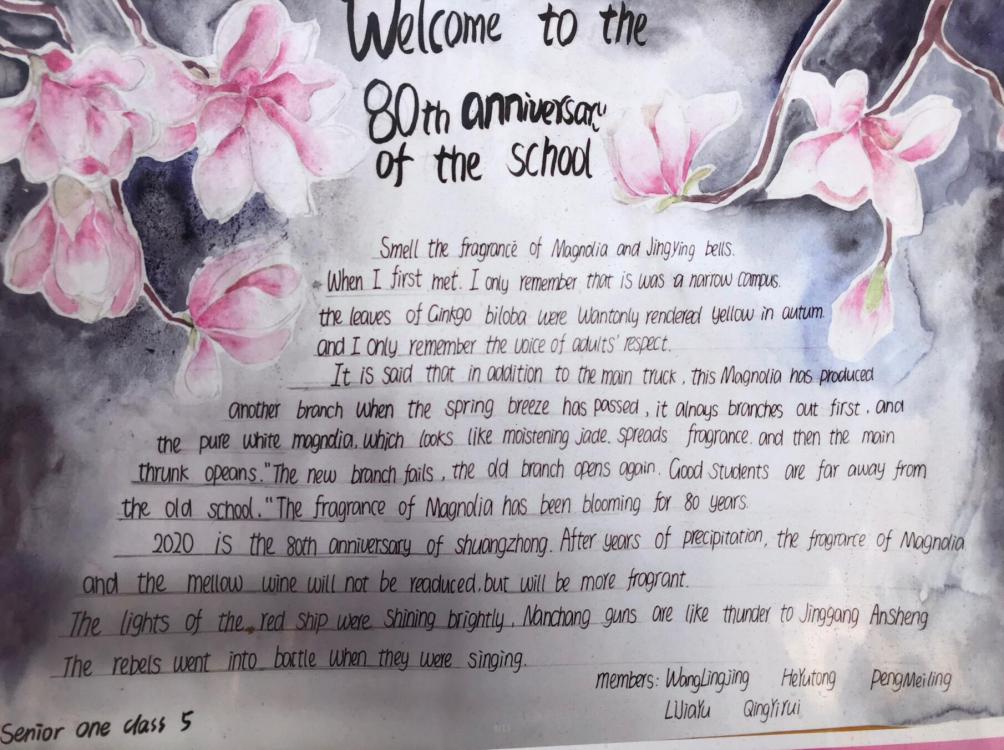 Welcome to the
80th anniversary
of the school
Smell the fragrance of Magnolia and Jingying bells.
When I first met. I only remember that is was a narrow campus.
the leaves of Ginkgo biloba were Wantonly rendered yellow in autum.
and I only remember the voice of adults' respect.
It is said that in addition to the main truck, this Magnolia has produced
another branch when the spring breeze has passed, it alnays branches out first, and
the pure white magndia, which looks like moistening jade. spreads fragrance. and then the main
thrunk opeans."The new branch fails, the old branch opens again. Good students are far away from
the old school."The fragrance of Magnolia has been blooming for 80 years.
2020 is the 80th anniversary of shuangzhong. After years of precipitation, the fragrance of Magnolia
and the mellow wine will not be readuced, but will be more fragrant.
The lights of the red ship were Shining brightly, Nanchang guns are like thunder to Jinggang Ansheng
The rebels went into battle when they were singing.
members: WangLingjing HeYutong PengMeiling
LiJiaYu QingYirui
Senior one class 5